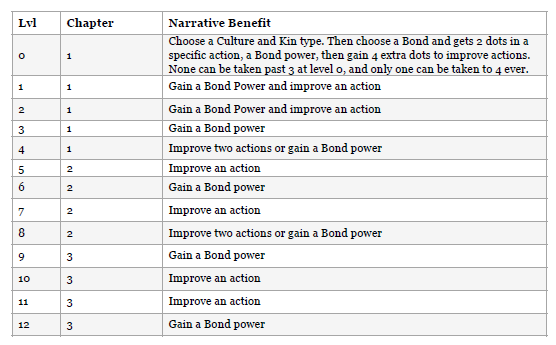 Lvl Chapter Narrative Benefit
0 1 Choose a Culture and Kin type. Then choose a Bond and gets 2 dots in a
specific action, a Bond power, then gain 4 extra dots to improve actions.
None can be taken past 3 at level 0, and only one can be taken to 4 ever.
1 1 Gain a Bond Power and improve an action
2 1 Gain a Bond Power and improve an action
3 1 Gain a Bond power
4 1 Improve two actions or gain a Bond power
5 2 Improve an action
6 2 Gain a Bond power
7 2 Improve an action
8 2 Improve two actions or gain a Bond power
9 3 Gain a Bond power
10 3 Improve an action
11 3 Improve an action
12 3 Gain a Bond power